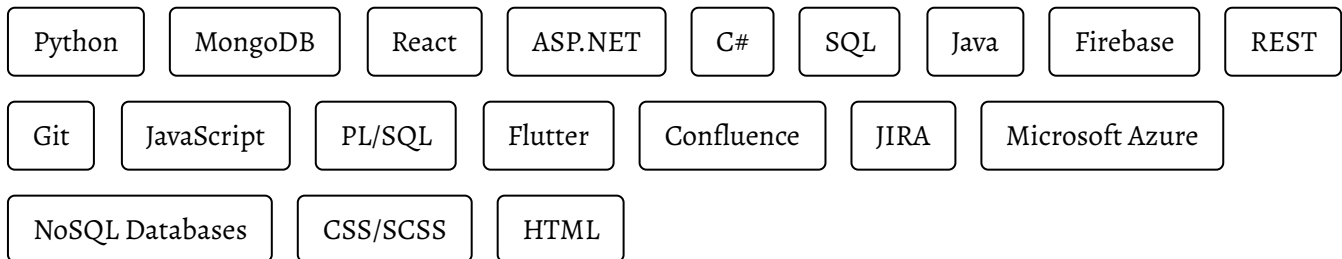 Python MongoDB React ASP.NET C# SQL Java Firebase REST
Git JavaScript PL/SQL Flutter Confluence JIRA Microsoft Azure
NoSQL Databases CSS/SCSS HTML